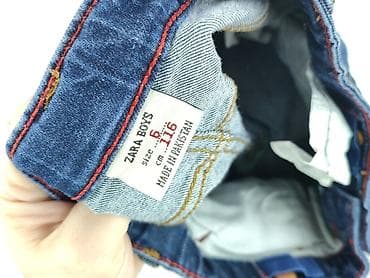 ZARA BOYS
size 6
cm 116
MADE IN PAKISTAN